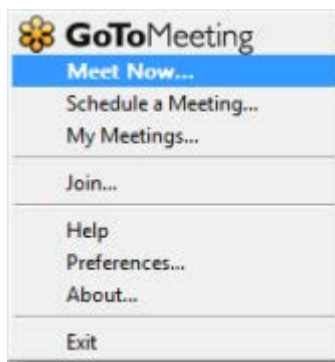 GoToMeeting
Meet Now...
Schedule a Meeting...
My Meetings...
Join...
Help
Preferences...
About...
Exit